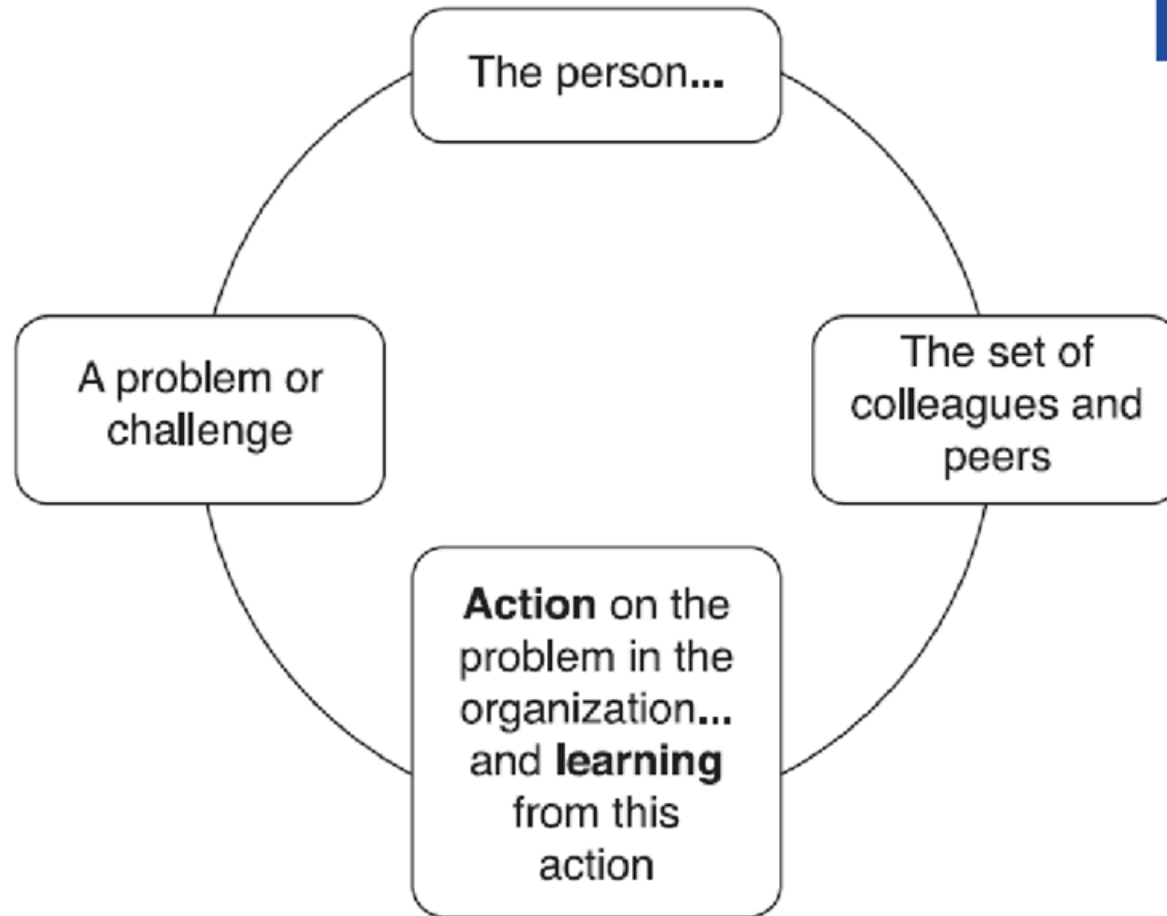 The person...
A problem or
challenge
The set of
colleagues and
peers
Action on the
problem in the
organization...
and learning
from this
action